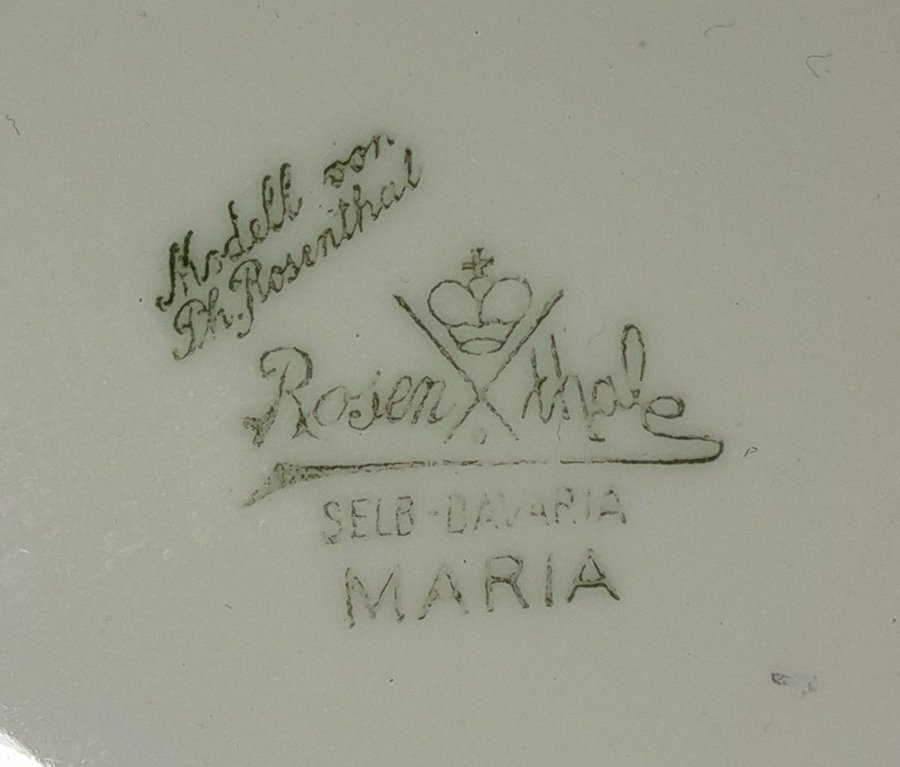 Modell von
Ph. Rosenthal
Rosenthal
SELB-BAVARIA
MARIA